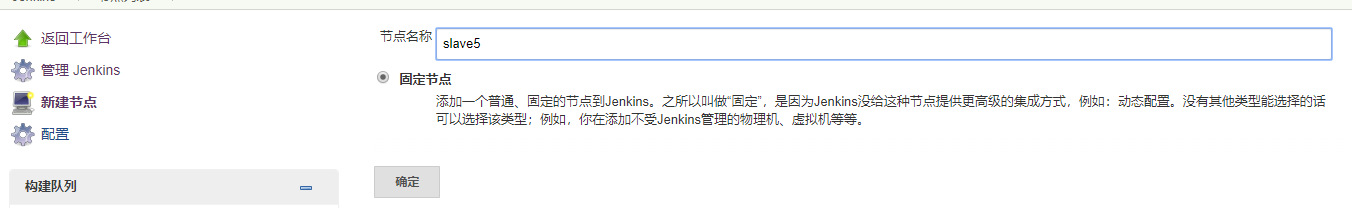 返回工作台
管理 Jenkins
新建节点
配置
构建队列
节点名称 slave5
固定节点
添加一个普通、固定的节点到Jenkins。之所以叫做“固定”，是因为Jenkins没给这种节点提供更高级的集成方式，例如：动态配置。没有其他类型能选择的话
可以选择该类型；例如，你在添加不受Jenkins管理的物理机、虚拟机等等。
确定